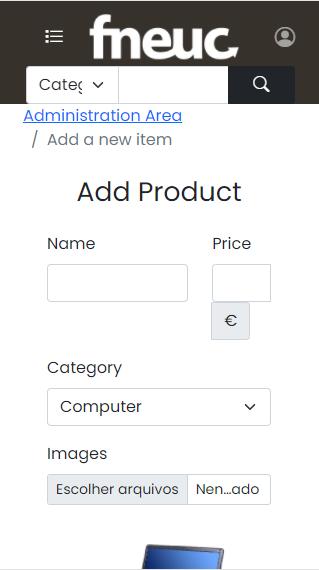 fneuc
Categ
Administration Area
/ Add a new item
Add Product
Name Price
€
Category
Computer
Images
Escolher arquivos Nen...ado